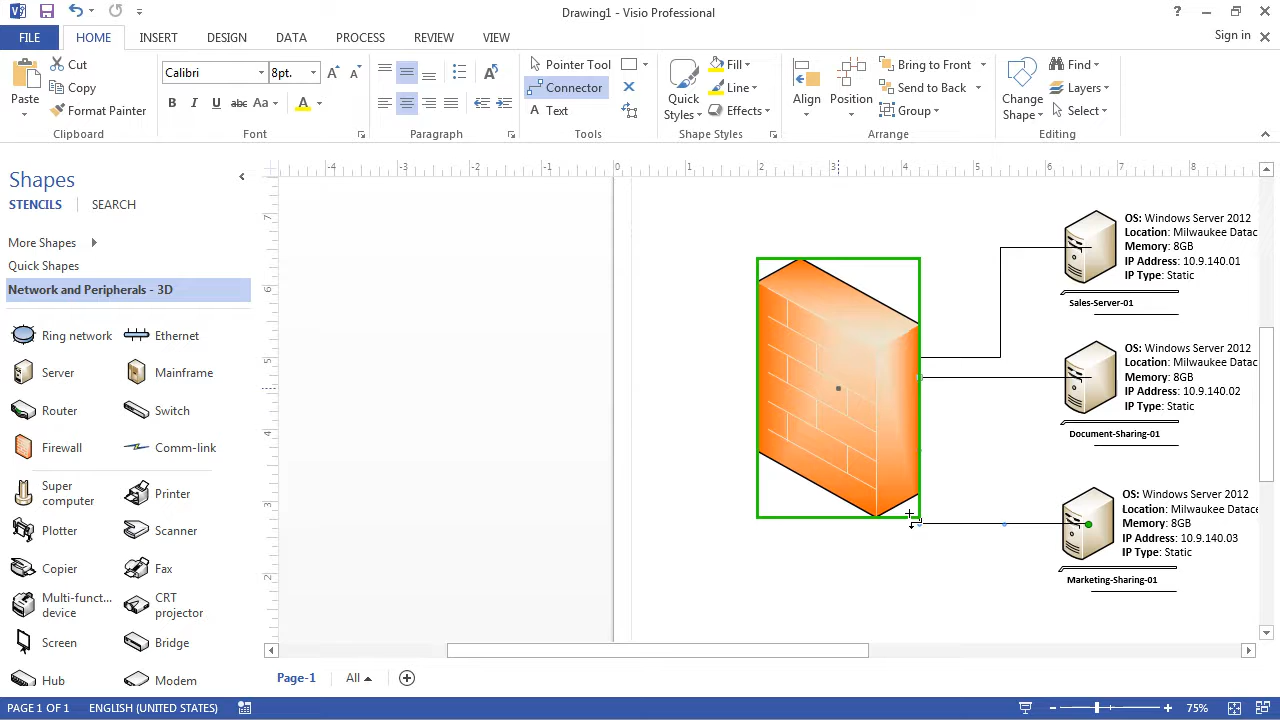 Drawing1 - Visio Professional
?
FILE
HOME
INSERT
DESIGN
DATA
PROCESS
REVIEW
VIEW
Sign in
Paste
Cut
Copy
Format Painter
Clipboard
Calibri
8pt.
A
A
B
I
U
abc
Aa
A
Font
A
Paragraph
Pointer Tool
Connector
A Text
Tools
Quick
Styles
Fill
Line
Effects
Shape Styles
Align
Position
Bring to Front
Send to Back
Group
Arrange
Change
Shape
Find
Layers
Select
Editing
Shapes
STENCILS
SEARCH
More Shapes
Quick Shapes
Network and Peripherals - 3D
Ring network
Ethernet
Server
Mainframe
Router
Switch
Firewall
Comm-link
Super
computer
Printer
Plotter
Scanner
Copier
Fax
Multi-funct...
device
CRT
projector
Screen
Bridge
Hub
Modem
-4 -3 -2 -1 0 1 2 3 4 5 6 7 8
7
6
5
4
3
2
OS: Windows Server 2012
Location: Milwaukee Datac
Memory: 8GB
IP Address: 10.9.140.01
IP Type: Static
Sales-Server-01
OS: Windows Server 2012
Location: Milwaukee Datac
Memory: 8GB
IP Address: 10.9.140.02
IP Type: Static
Document-Sharing-01
OS: Windows Server 2012
Location: Milwaukee Datace
Memory: 8GB
IP Address: 10.9.140.03
IP Type: Static
Marketing-Sharing-01
Page-1
All
PAGE 1 OF 1
ENGLISH (UNITED STATES)
75%